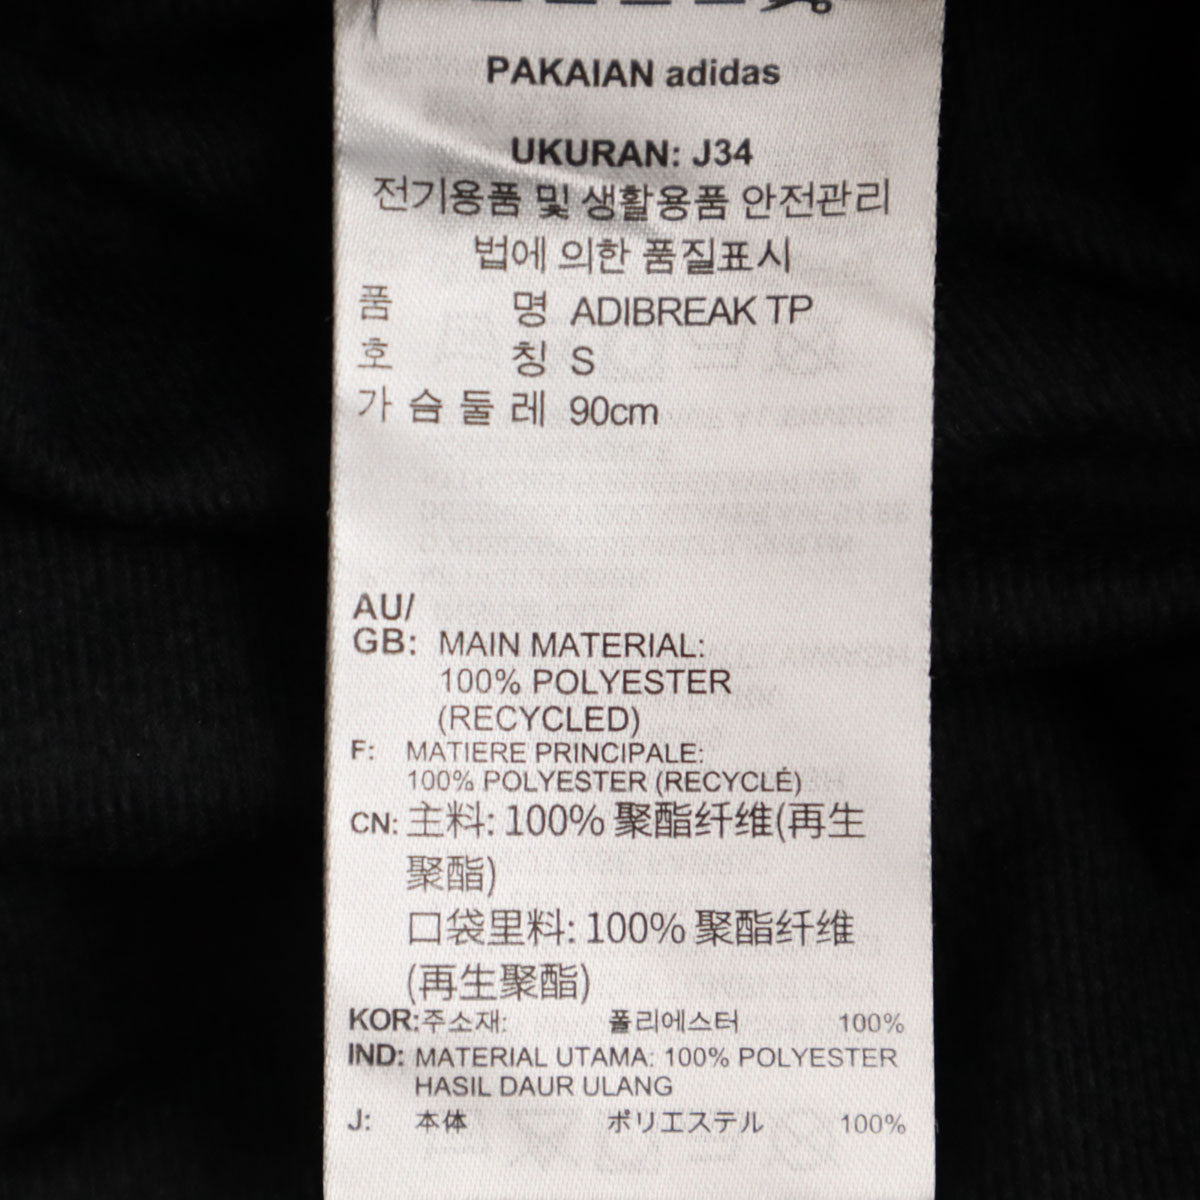 PAKAIAN adidas
UKURAN: J34
전기용품 및 생활용품 안전관리
법에 의한 품질표시
품 명 ADIBREAK TP
호 칭 S
가 슴 둘 레 90cm
AU/
GB: MAIN MATERIAL:
100% POLYESTER
(RECYCLED)
F: MATIERE PRINCIPALE:
100% POLYESTER (RECYCLÉ)
CN: 主料: 100% 聚酯纤维(再生
聚酯)
口袋里料: 100% 聚酯纤维
(再生聚酯)
KOR:주소재: 폴리에스터 100%
IND: MATERIAL UTAMA: 100% POLYESTER
HASIL DAUR ULANG
J: 本体 ポリエステル 100%